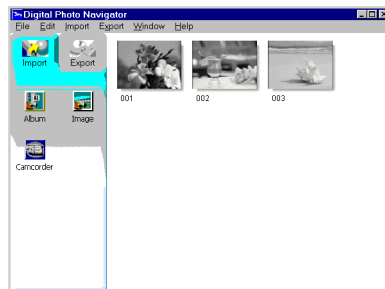 Digital Photo Navigator
File Edit Import Export Window Help
Import Export
001 002 003
Album Image
Camcorder